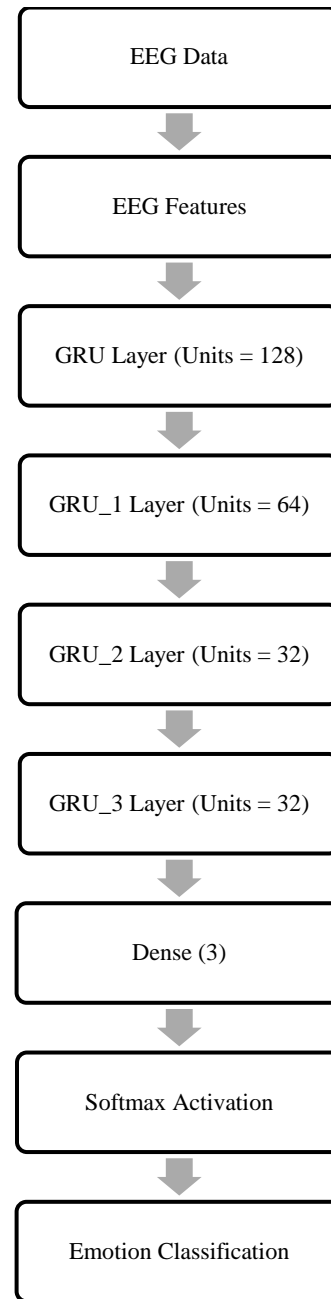 EEG Data
EEG Features
GRU Layer (Units = 128)
GRU_1 Layer (Units = 64)
GRU_2 Layer (Units = 32)
GRU_3 Layer (Units = 32)
Dense (3)
Softmax Activation
Emotion Classification